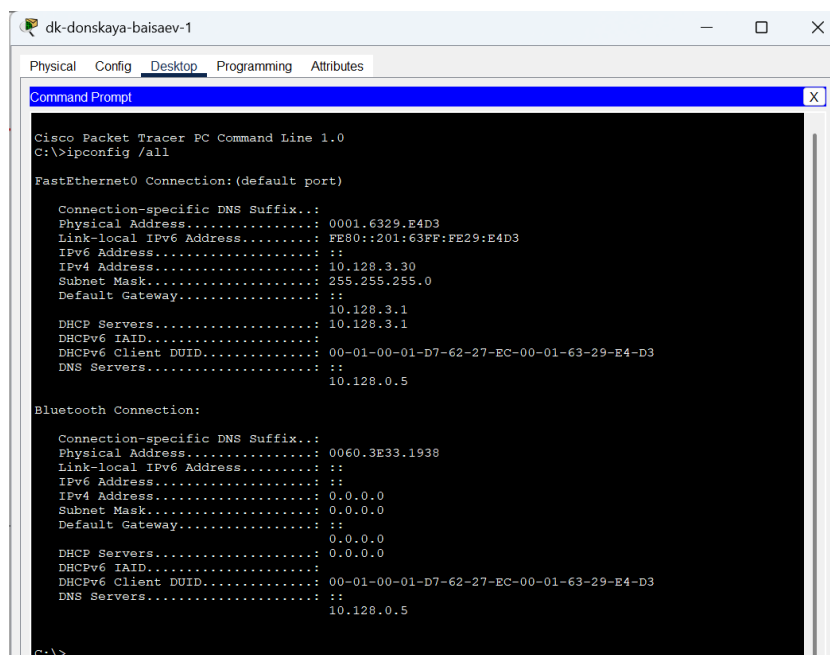 dk-donskaya-baisaev-1
Physical Config Desktop Programming Attributes
Command Prompt X
Cisco Packet Tracer PC Command Line 1.0
C:\>ipconfig /all
FastEthernet0 Connection:(default port)
Connection-specific DNS Suffix..:
Physical Address................: 0001.6329.E4D3
Link-local IPv6 Address.........: FE80::201:63FF:FE29:E4D3
IPv6 Address....................: ::
IPv4 Address....................: 10.128.3.30
Subnet Mask.....................: 255.255.255.0
Default Gateway.................: ::
10.128.3.1
DHCP Servers....................: 10.128.3.1
DHCPv6 IAID.....................:
DHCPv6 Client DUID..............: 00-01-00-01-D7-62-27-EC-00-01-63-29-E4-D3
DNS Servers.....................: ::
10.128.0.5
Bluetooth Connection:
Connection-specific DNS Suffix..:
Physical Address................: 0060.3E33.1938
Link-local IPv6 Address.........: ::
IPv6 Address....................: ::
IPv4 Address....................: 0.0.0.0
Subnet Mask.....................: 0.0.0.0
Default Gateway.................: ::
0.0.0.0
DHCP Servers....................: 0.0.0.0
DHCPv6 IAID.....................:
DHCPv6 Client DUID..............: 00-01-00-01-D7-62-27-EC-00-01-63-29-E4-D3
DNS Servers.....................: ::
10.128.0.5
C:\>